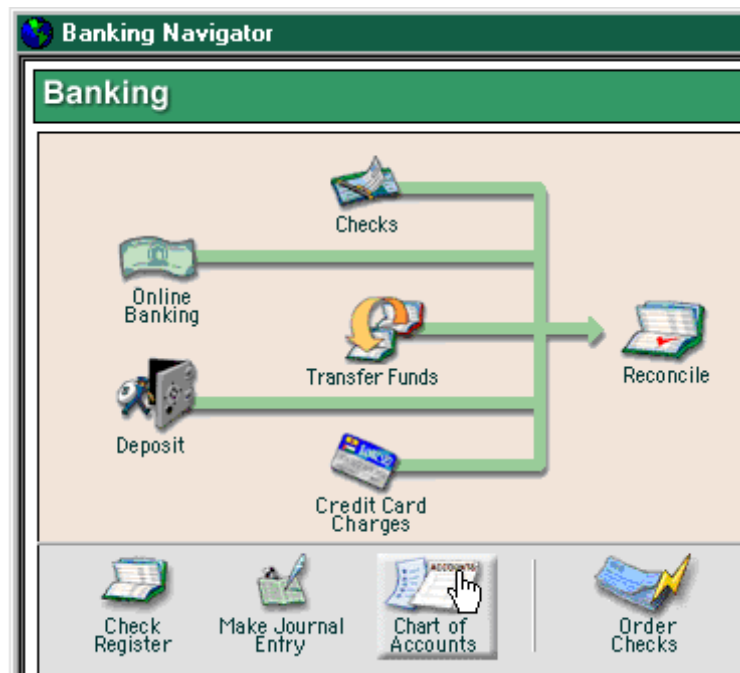 Banking Navigator
Banking
Checks
Online
Banking
Transfer Funds
Reconcile
Deposit
Credit Card
Charges
ACCOUNTS
Check
Register
Make Journal
Entry
Chart of
Accounts
Order
Checks